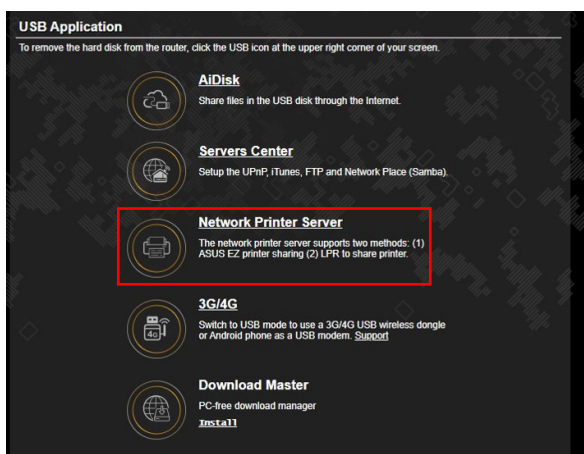 USB Application
To remove the hard disk from the router, click the USB icon at the upper right corner of your screen.
AiDisk
Share files in the USB disk through the Internet.
Servers Center
Setup the UPnP, iTunes, FTP and Network Place (Samba).
Network Printer Server
The network printer server supports two methods: (1)
ASUS EZ printer sharing (2) LPR to share printer.
3G/4G
4G
Switch to USB mode to use a 3G/4G USB wireless dongle
or Android phone as a USB modem. Support
Download Master
PC-free download manager
Install